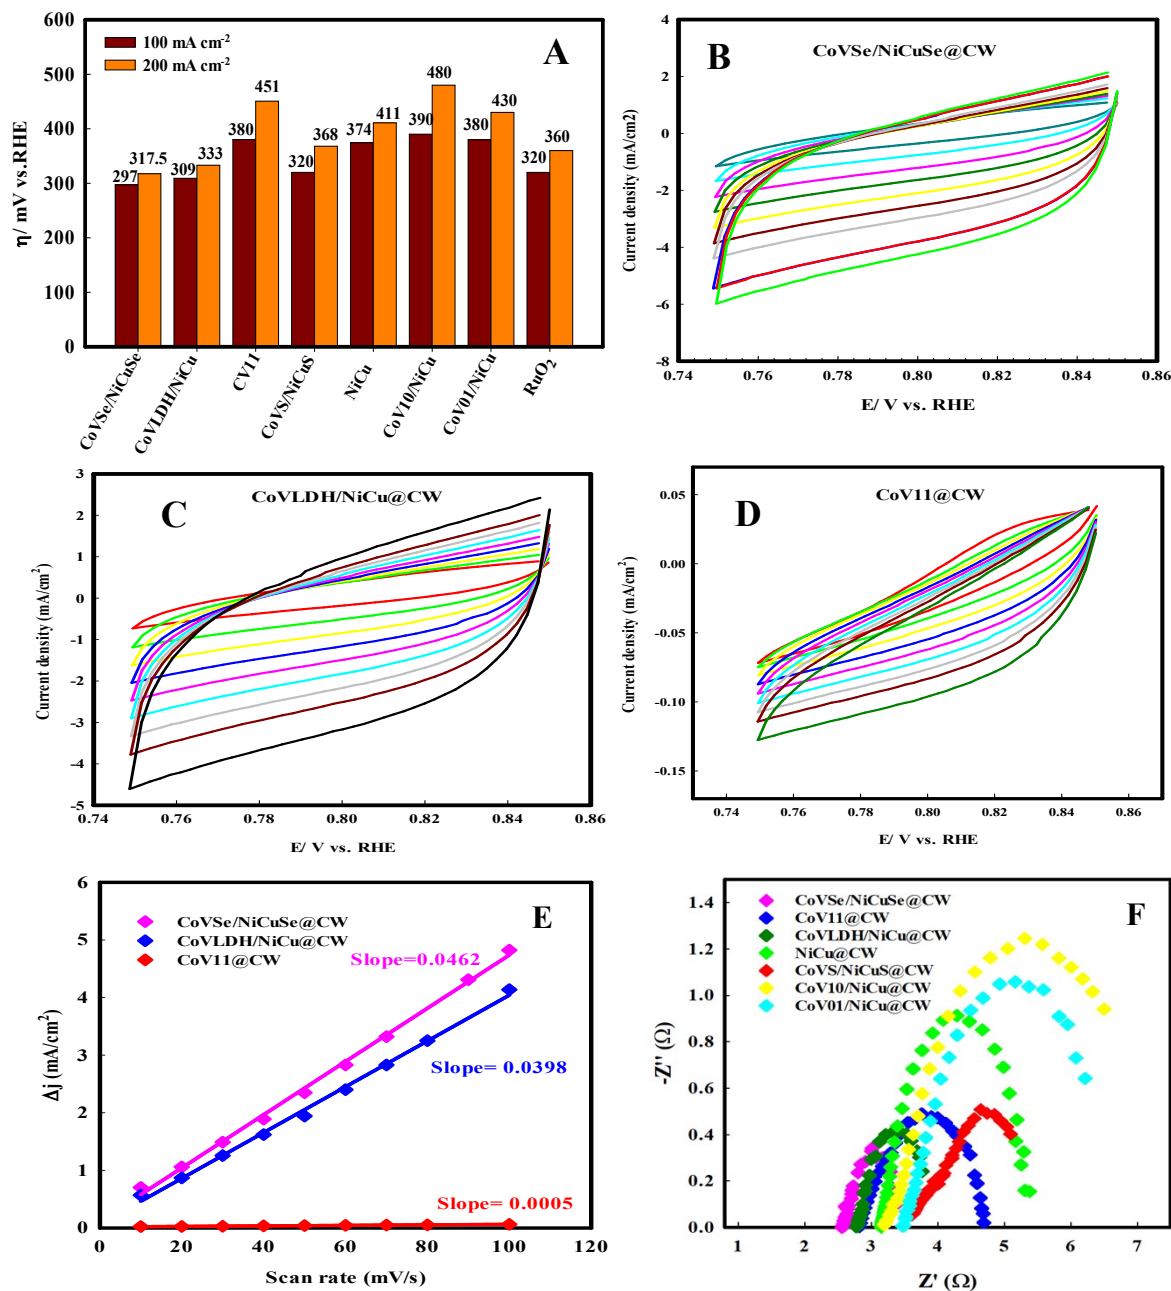 A
100 mA cm-2
200 mA cm-2
600
500
400
300
200
100
0
η/ mV vs.RHE
297
317.5
309
333
380
451
320
368
374
411
390
480
380
430
320
360
CoVSe/NiCuSe
CoVLDH/NiCu
CV11
CoVS/NiCuS
NiCu
CoV10/NiCu
CoV01/NiCu
RuO2
B
CoVSe/NiCuSe@CW
4
2
0
-2
-4
-6
-8
Current density (mA/cm2)
0.74 0.76 0.78 0.80 0.82 0.84 0.86
E/ V vs. RHE
C
CoVLDH/NiCu@CW
3
2
1
0
-1
-2
-3
-4
-5
Current density (mA/cm2)
0.74 0.76 0.78 0.80 0.82 0.84 0.86
E/ V vs. RHE
D
CoV11@CW
0.05
0.00
-0.05
-0.10
-0.15
Current density (mA/cm2)
0.74 0.76 0.78 0.80 0.82 0.84 0.86
E/ V vs. RHE
E
CoVSe/NiCuSe@CW
CoVLDH/NiCu@CW
CoV11@CW
Slope=0.0462
Slope= 0.0398
Slope= 0.0005
6
5
4
3
2
1
0
Δj (mA/cm2)
0 20 40 60 80 100 120
Scan rate (mV/s)
F
CoVSe/NiCuSe@CW
CoV11@CW
CoVLDH/NiCu@CW
NiCu@CW
CoVS/NiCuS@CW
CoV10/NiCu@CW
CoV01/NiCu@CW
1.4
1.2
1.0
0.8
0.6
0.4
0.2
0.0
-Z'' (Ω)
1 2 3 4 5 6 7
Z' (Ω)